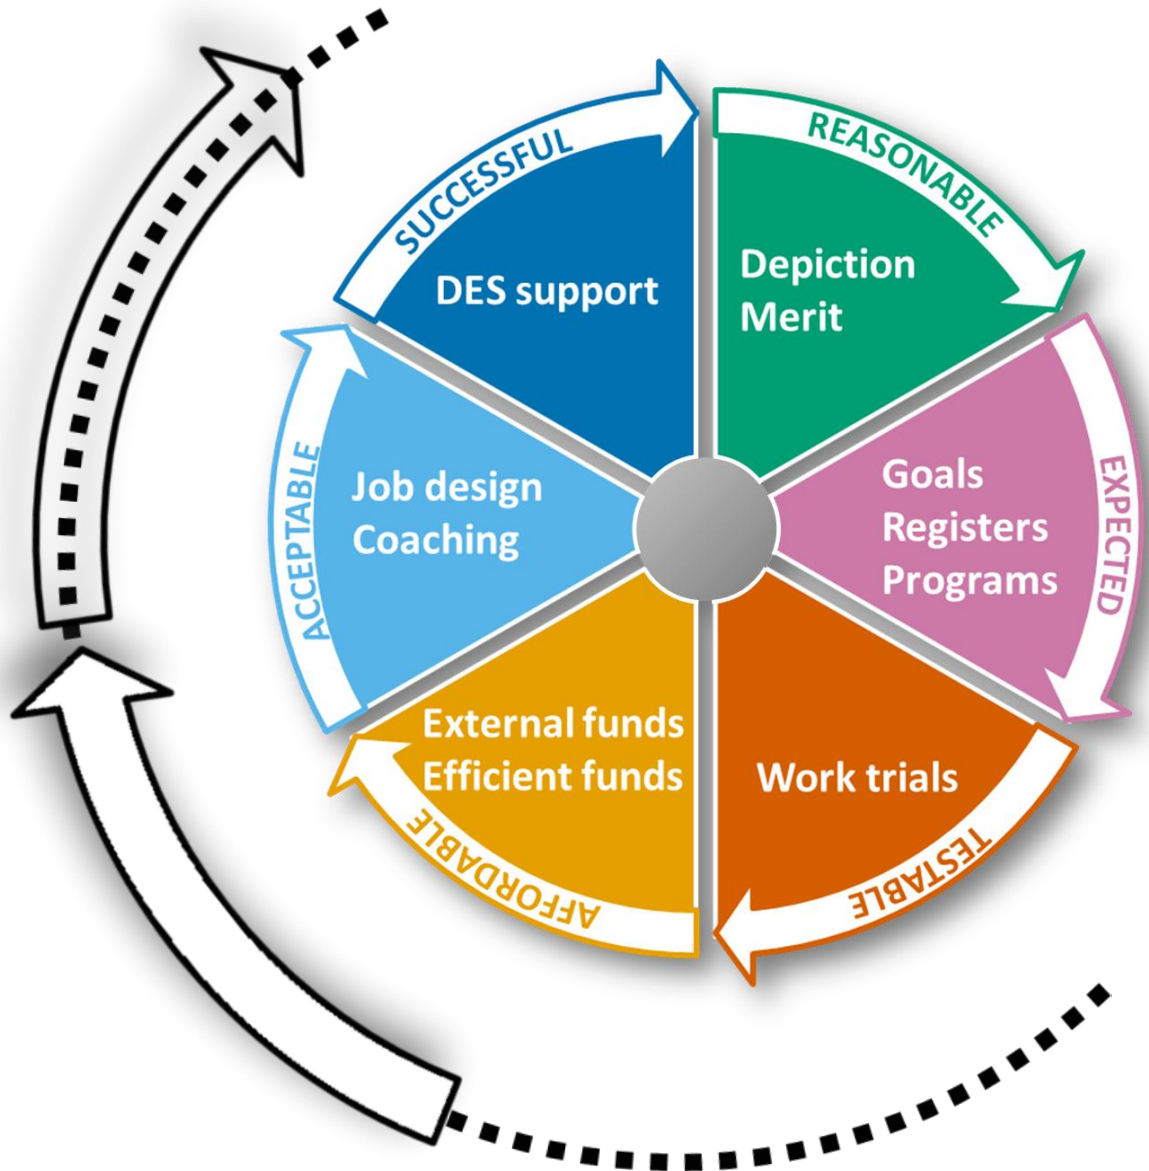 SUCCESSFUL
DES support
REASONABLE
Depiction
Merit
EXPECTED
Goals
Registers
Programs
TESTABLE
Work trials
AFFORDABLE
External funds
Efficient funds
ACCEPTABLE
Job design
Coaching